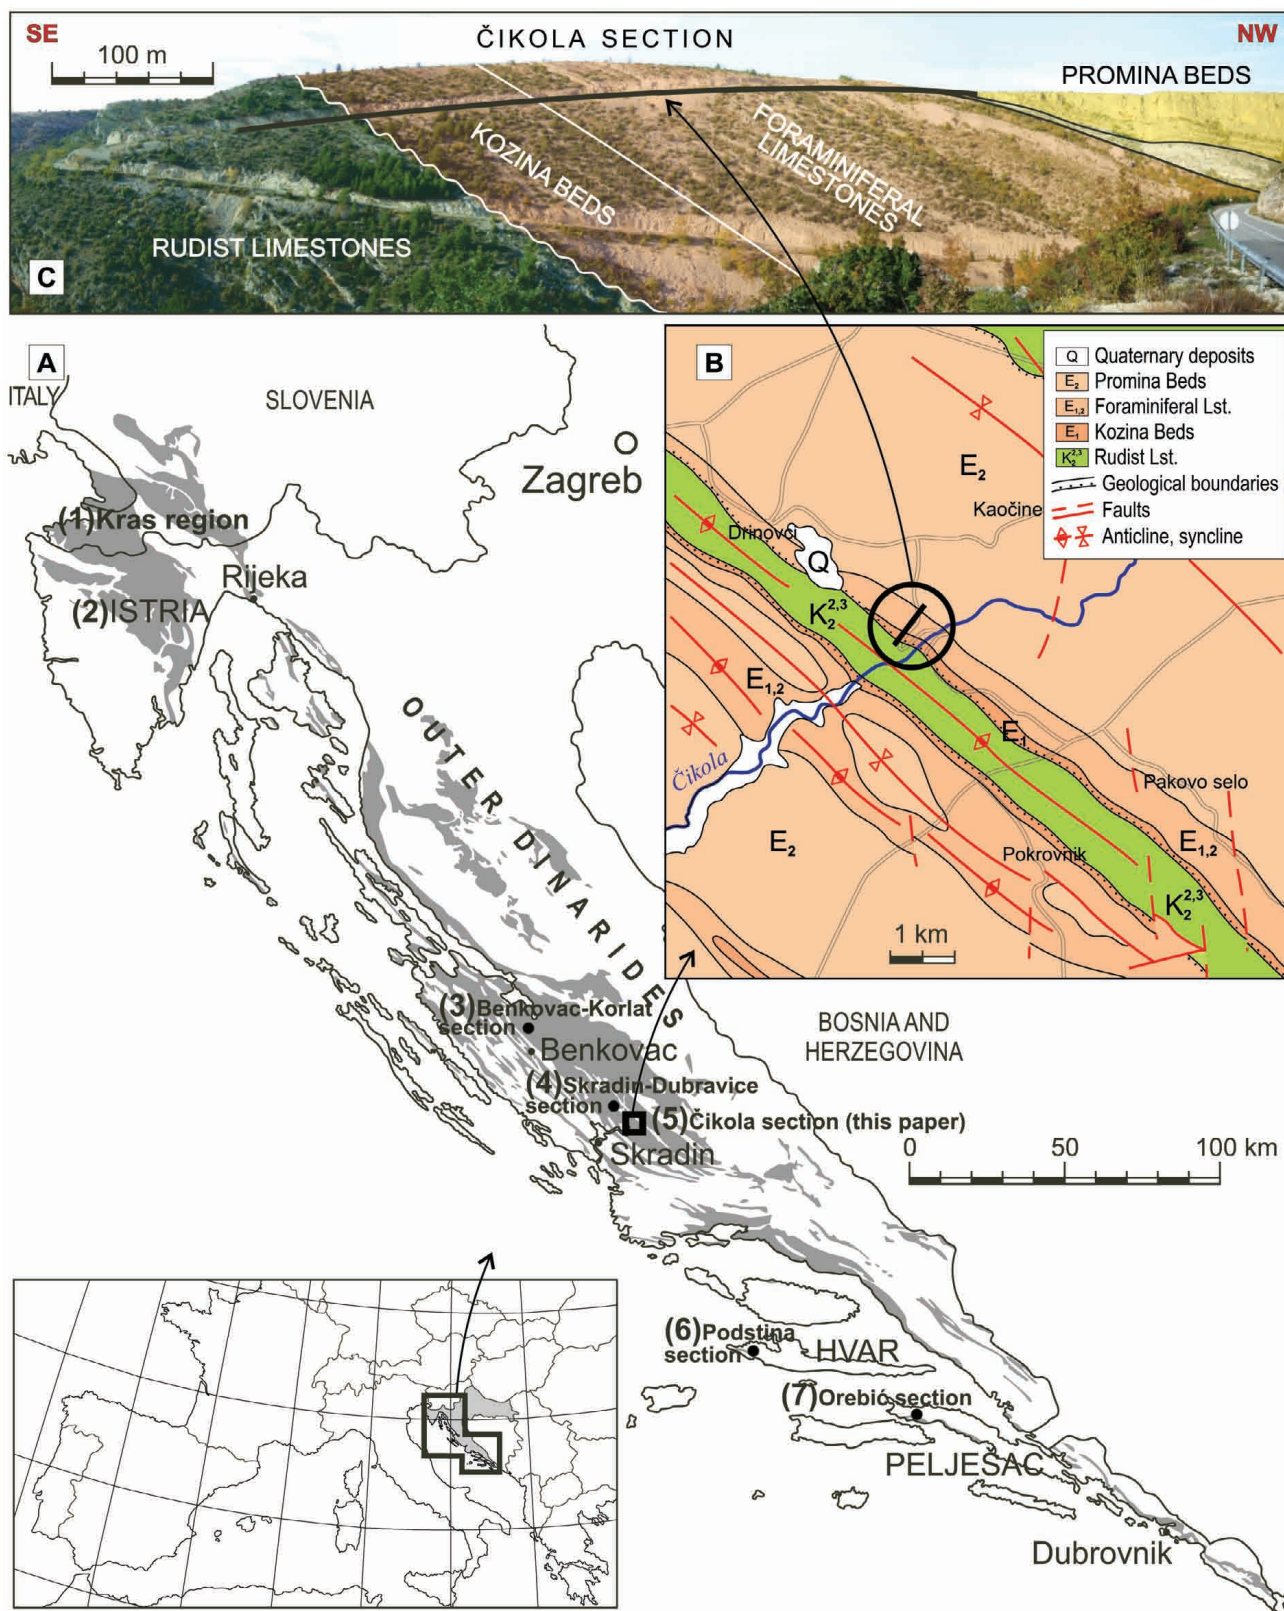 SE
NW
ČIKOLA SECTION
100 m
PROMINA BEDS
KOZINA BEDS
FORAMINIFERAL
LIMESTONES
RUDIST LIMESTONES
C
A
ITALY
SLOVENIA
Zagreb
(1)Kras region
Rijeka
(2)ISTRIA
OUTER DINARIDES
(3)Benkovac-Korlat
section
Benkovac
(4)Skradin-Dubravice
section
(5)Čikola section (this paper)
Skradin
BOSNIA AND
HERZEGOVINA
0 50 100 km
(6)Podstina
section
HVAR
(7)Orebić section
PELJEŠAC
Dubrovnik
B
Q Quaternary deposits
E2 Promina Beds
E1,2 Foraminiferal Lst.
E1 Kozina Beds
K2 2,3 Rudist Lst.
Geological boundaries
Faults
Anticline, syncline
E2
Kaočine
Drinovci
Q
K2 2,3
E1,2
E1
Čikola
Pakovo selo
E2
Pokrovnik
E1,2
K2 2,3
1 km